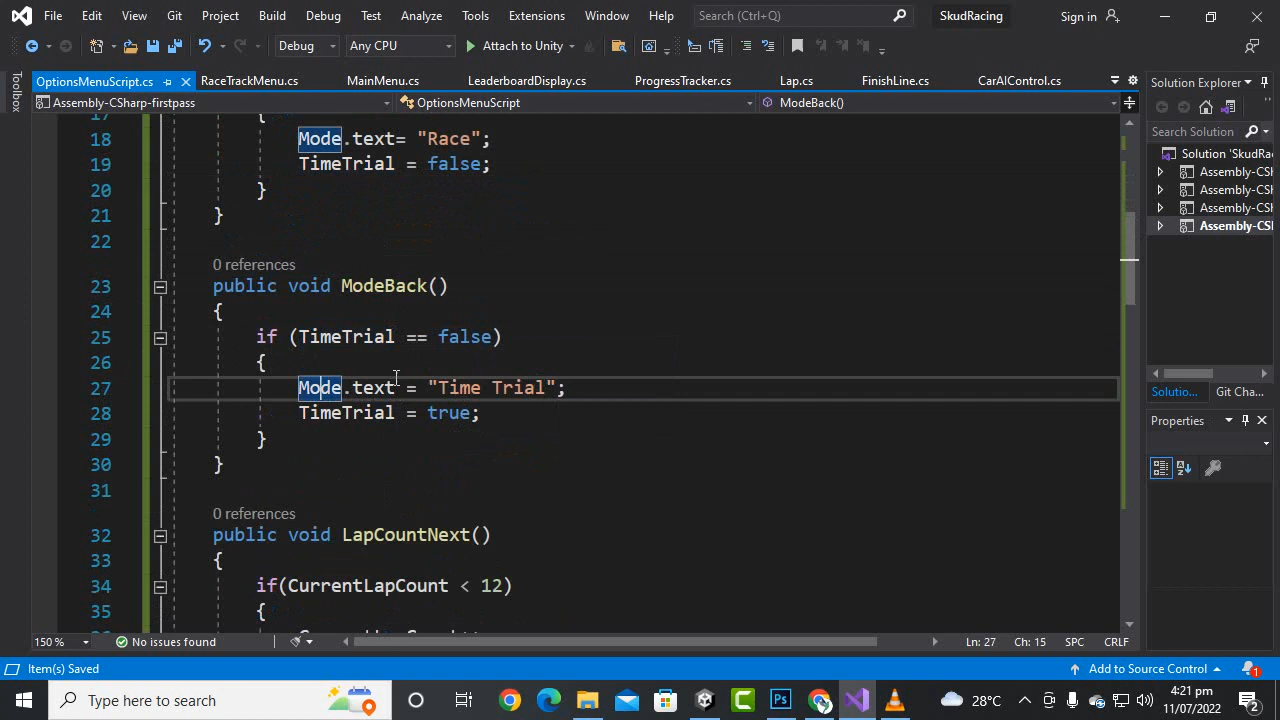 File Edit View Git Project Build Debug Test Analyze Tools Extensions Window Help Search (Ctrl+Q) SkudRacing Sign in
Debug Any CPU Attach to Unity
OptionsMenuScript.cs RaceTrackMenu.cs MainMenu.cs LeaderboardDisplay.cs ProgressTracker.cs Lap.cs FinishLine.cs CarAIControl.cs Solution Explorer
Toolbox
Assembly-CSharp-firstpass OptionsMenuScript ModeBack()
17 {
18 Mode.text= "Race";
19 TimeTrial = false;
20 }
21 }
22
0 references
23 public void ModeBack()
24 {
25 if (TimeTrial == false)
26 {
27 Mode.text = "Time Trial";
28 TimeTrial = true;
29 }
30 }
31
0 references
32 public void LapCountNext()
33 {
34 if(CurrentLapCount < 12)
35 {
Search Solution
Solution 'SkudRac
Assembly-CSH
Assembly-CSH
Assembly-CSH
Assembly-CSH
Solutio... Git Cha...
Properties
150 % No issues found Ln: 27 Ch: 15 SPC CRLF
Item(s) Saved Add to Source Control 1
Type here to search 28°C 4:21 pm
11/07/2022 2